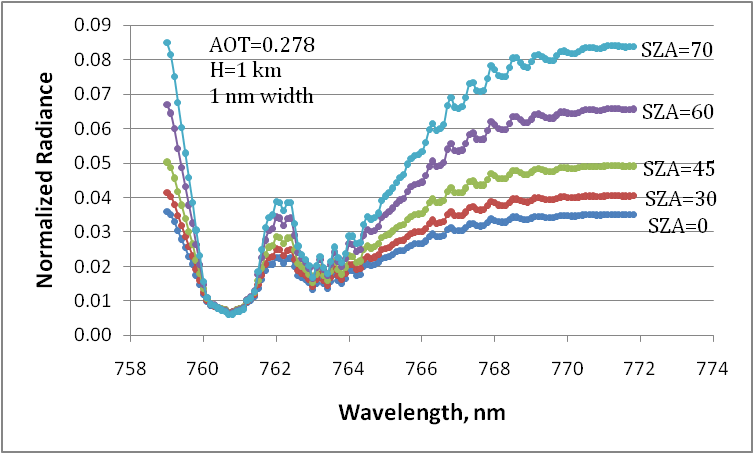 0.09
0.08
0.07
0.06
0.05
0.04
0.03
0.02
0.01
0.00
Normalized Radiance
AOT=0.278
H=1 km
1 nm width
SZA=70
SZA=60
SZA=45
SZA=30
SZA=0
758 760 762 764 766 768 770 772 774
Wavelength, nm